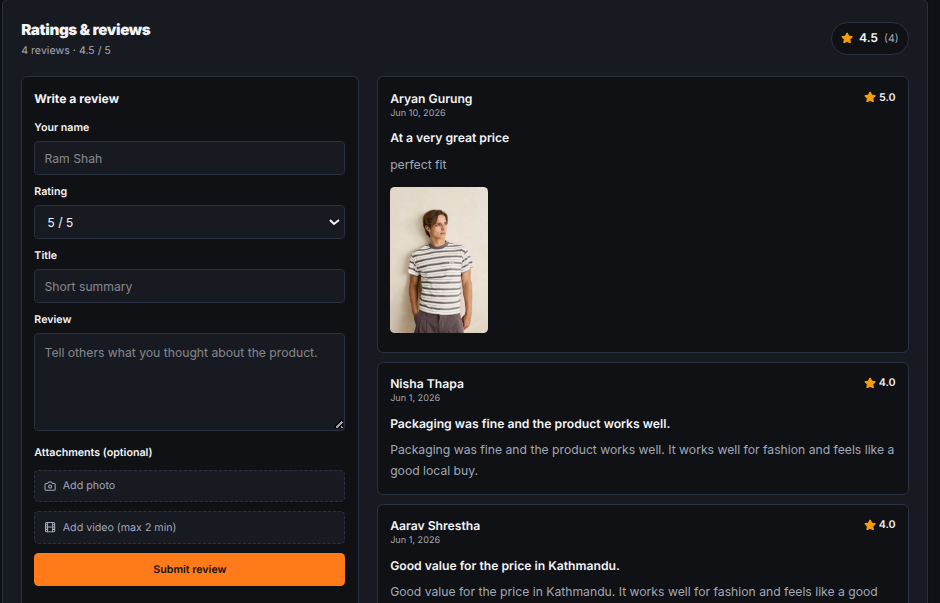 Ratings & reviews
4 reviews · 4.5 / 5
4.5 (4)
Write a review
Your name
Ram Shah
Rating
5 / 5
Title
Short summary
Review
Tell others what you thought about the product.
Attachments (optional)
Add photo
Add video (max 2 min)
Submit review
Aryan Gurung
5.0
Jun 10, 2026
At a very great price
perfect fit
Nisha Thapa
4.0
Jun 1, 2026
Packaging was fine and the product works well.
Packaging was fine and the product works well. It works well for fashion and feels like a
good local buy.
Aarav Shrestha
4.0
Jun 1, 2026
Good value for the price in Kathmandu.
Good value for the price in Kathmandu. It works well for fashion and feels like a good